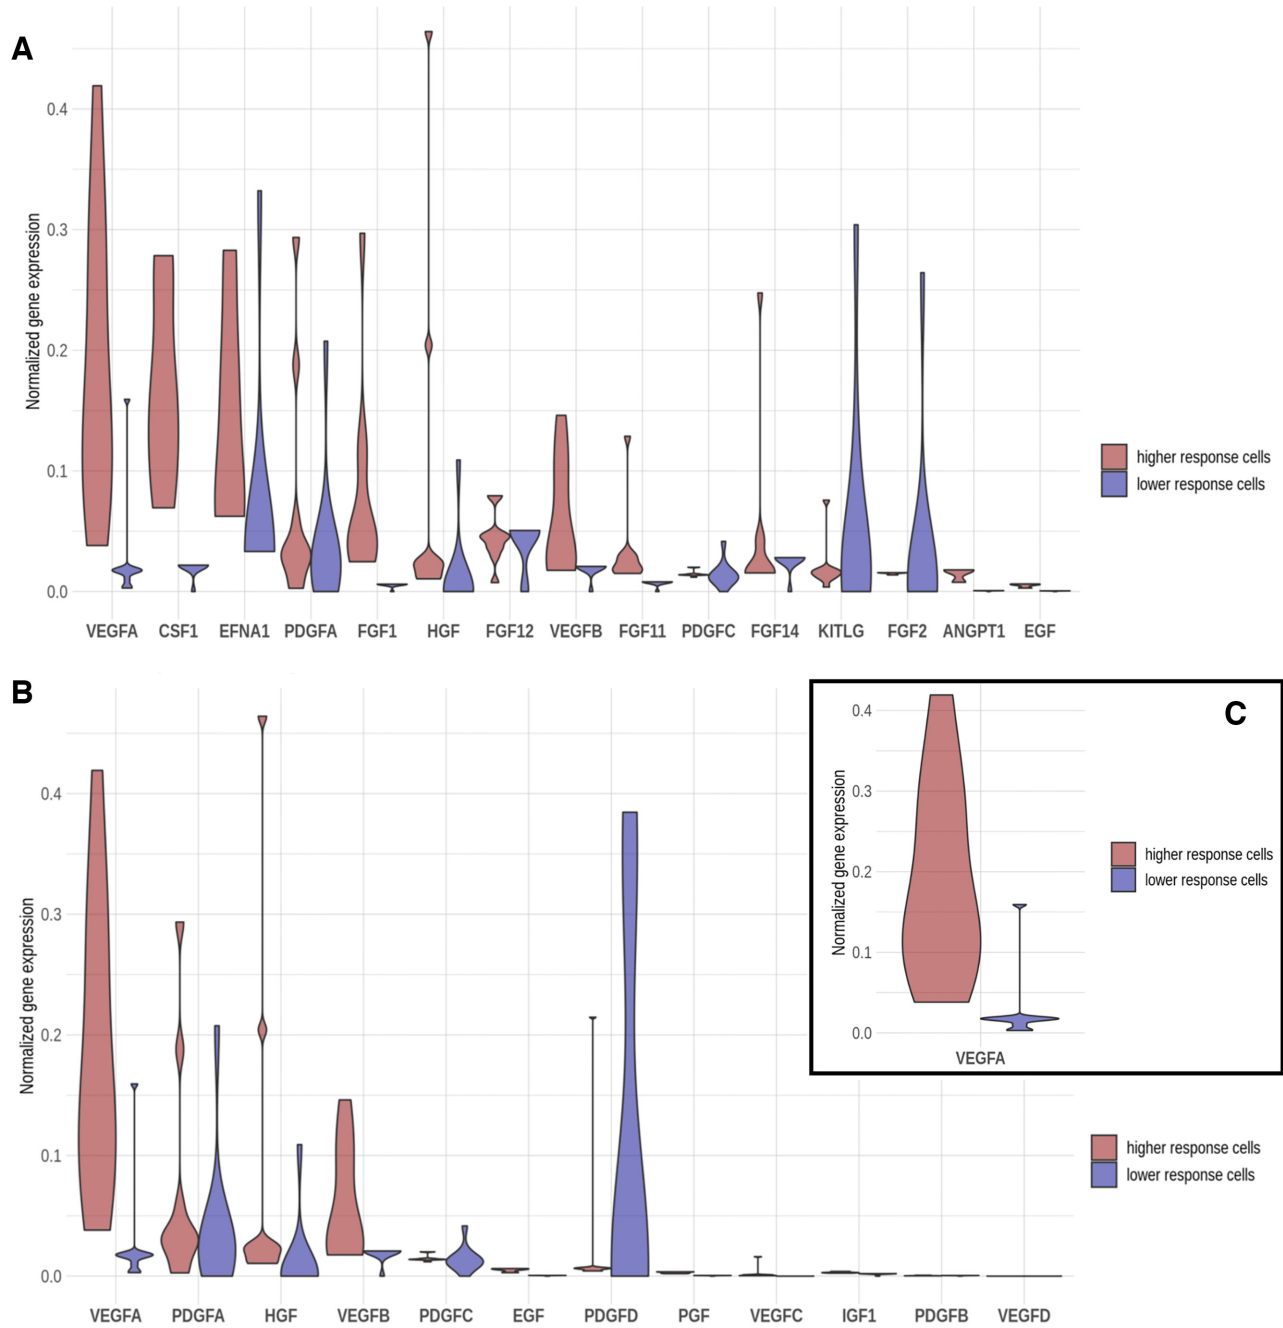 A
Normalized gene expression
0.4
0.3
0.2
0.1
0.0
VEGFA CSF1 EFNA1 PDGFA FGF1 HGF FGF12 VEGFB FGF11 PDGFC FGF14 KITLG FGF2 ANGPT1 EGF
higher response cells
lower response cells
B
Normalized gene expression
0.4
0.3
0.2
0.1
0.0
VEGFA PDGFA HGF VEGFB PDGFC EGF PDGFD PGF VEGFC IGF1 PDGFB VEGFD
higher response cells
lower response cells
C
Normalized gene expression
0.4
0.3
0.2
0.1
0.0
VEGFA
higher response cells
lower response cells